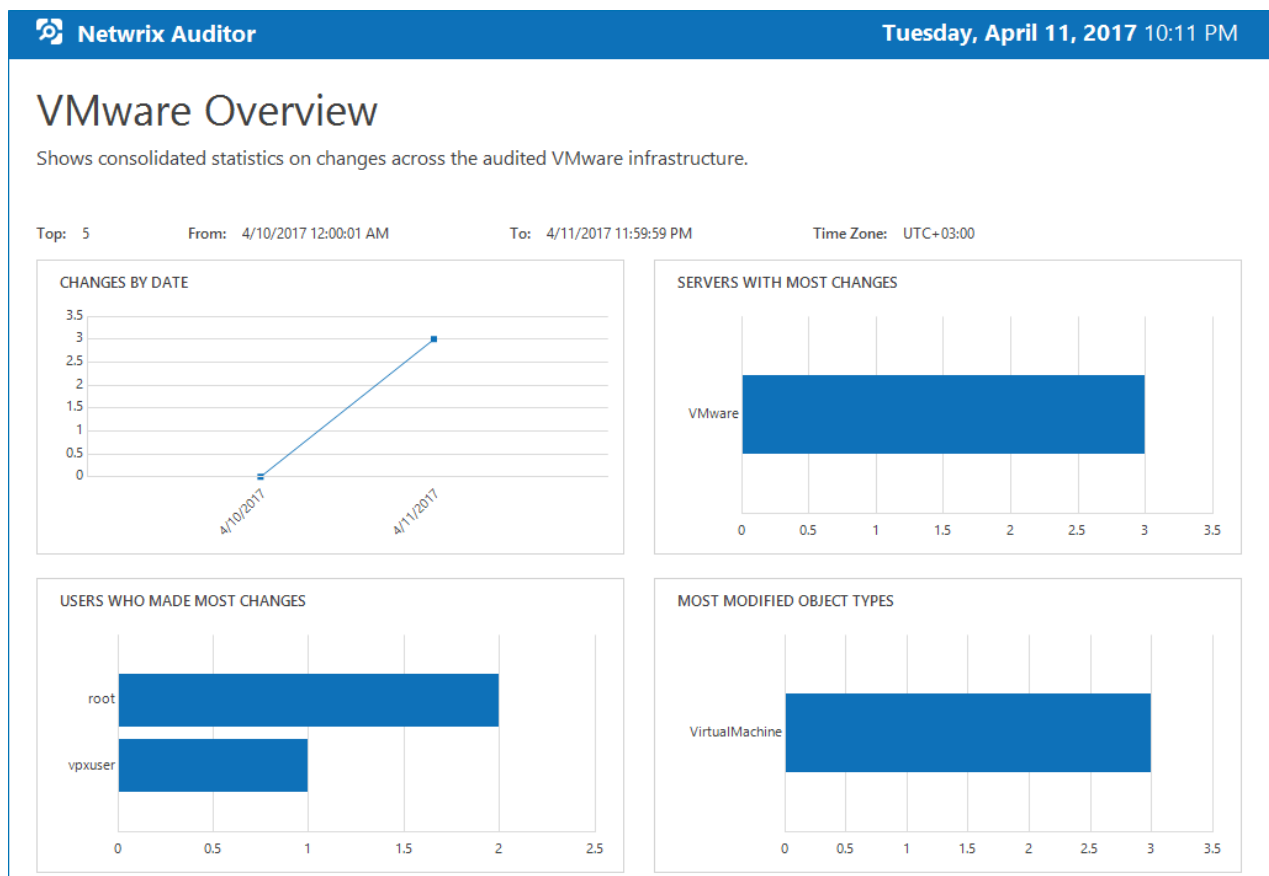 Netwrix Auditor
Tuesday, April 11, 2017 10:11 PM
VMware Overview
Shows consolidated statistics on changes across the audited VMware infrastructure.
Top: 5 From: 4/10/2017 12:00:01 AM To: 4/11/2017 11:59:59 PM Time Zone: UTC+03:00
CHANGES BY DATE
3.5
3
2.5
2
1.5
1
0.5
0
4/10/2017 4/11/2017
SERVERS WITH MOST CHANGES
VMware
0 0.5 1 1.5 2 2.5 3 3.5
USERS WHO MADE MOST CHANGES
root
vpxuser
0 0.5 1 1.5 2 2.5
MOST MODIFIED OBJECT TYPES
VirtualMachine
0 0.5 1 1.5 2 2.5 3 3.5